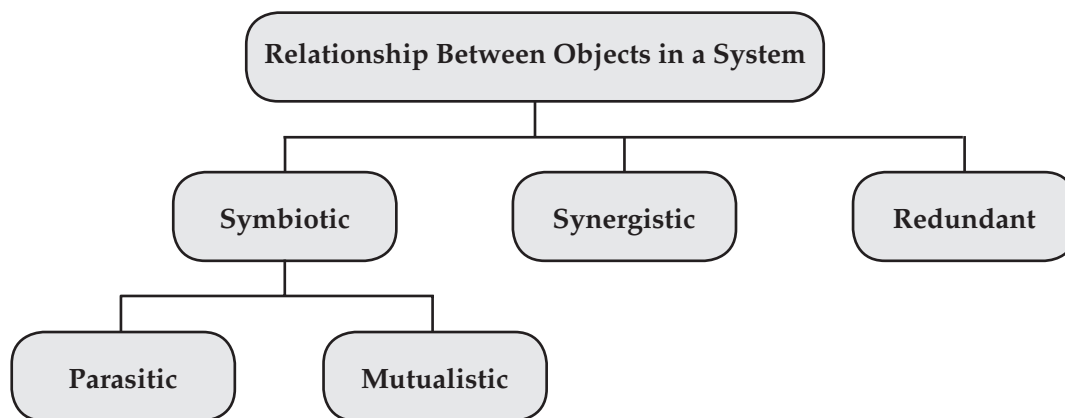 Relationship Between Objects in a System
Symbiotic
Synergistic
Redundant
Parasitic
Mutualistic